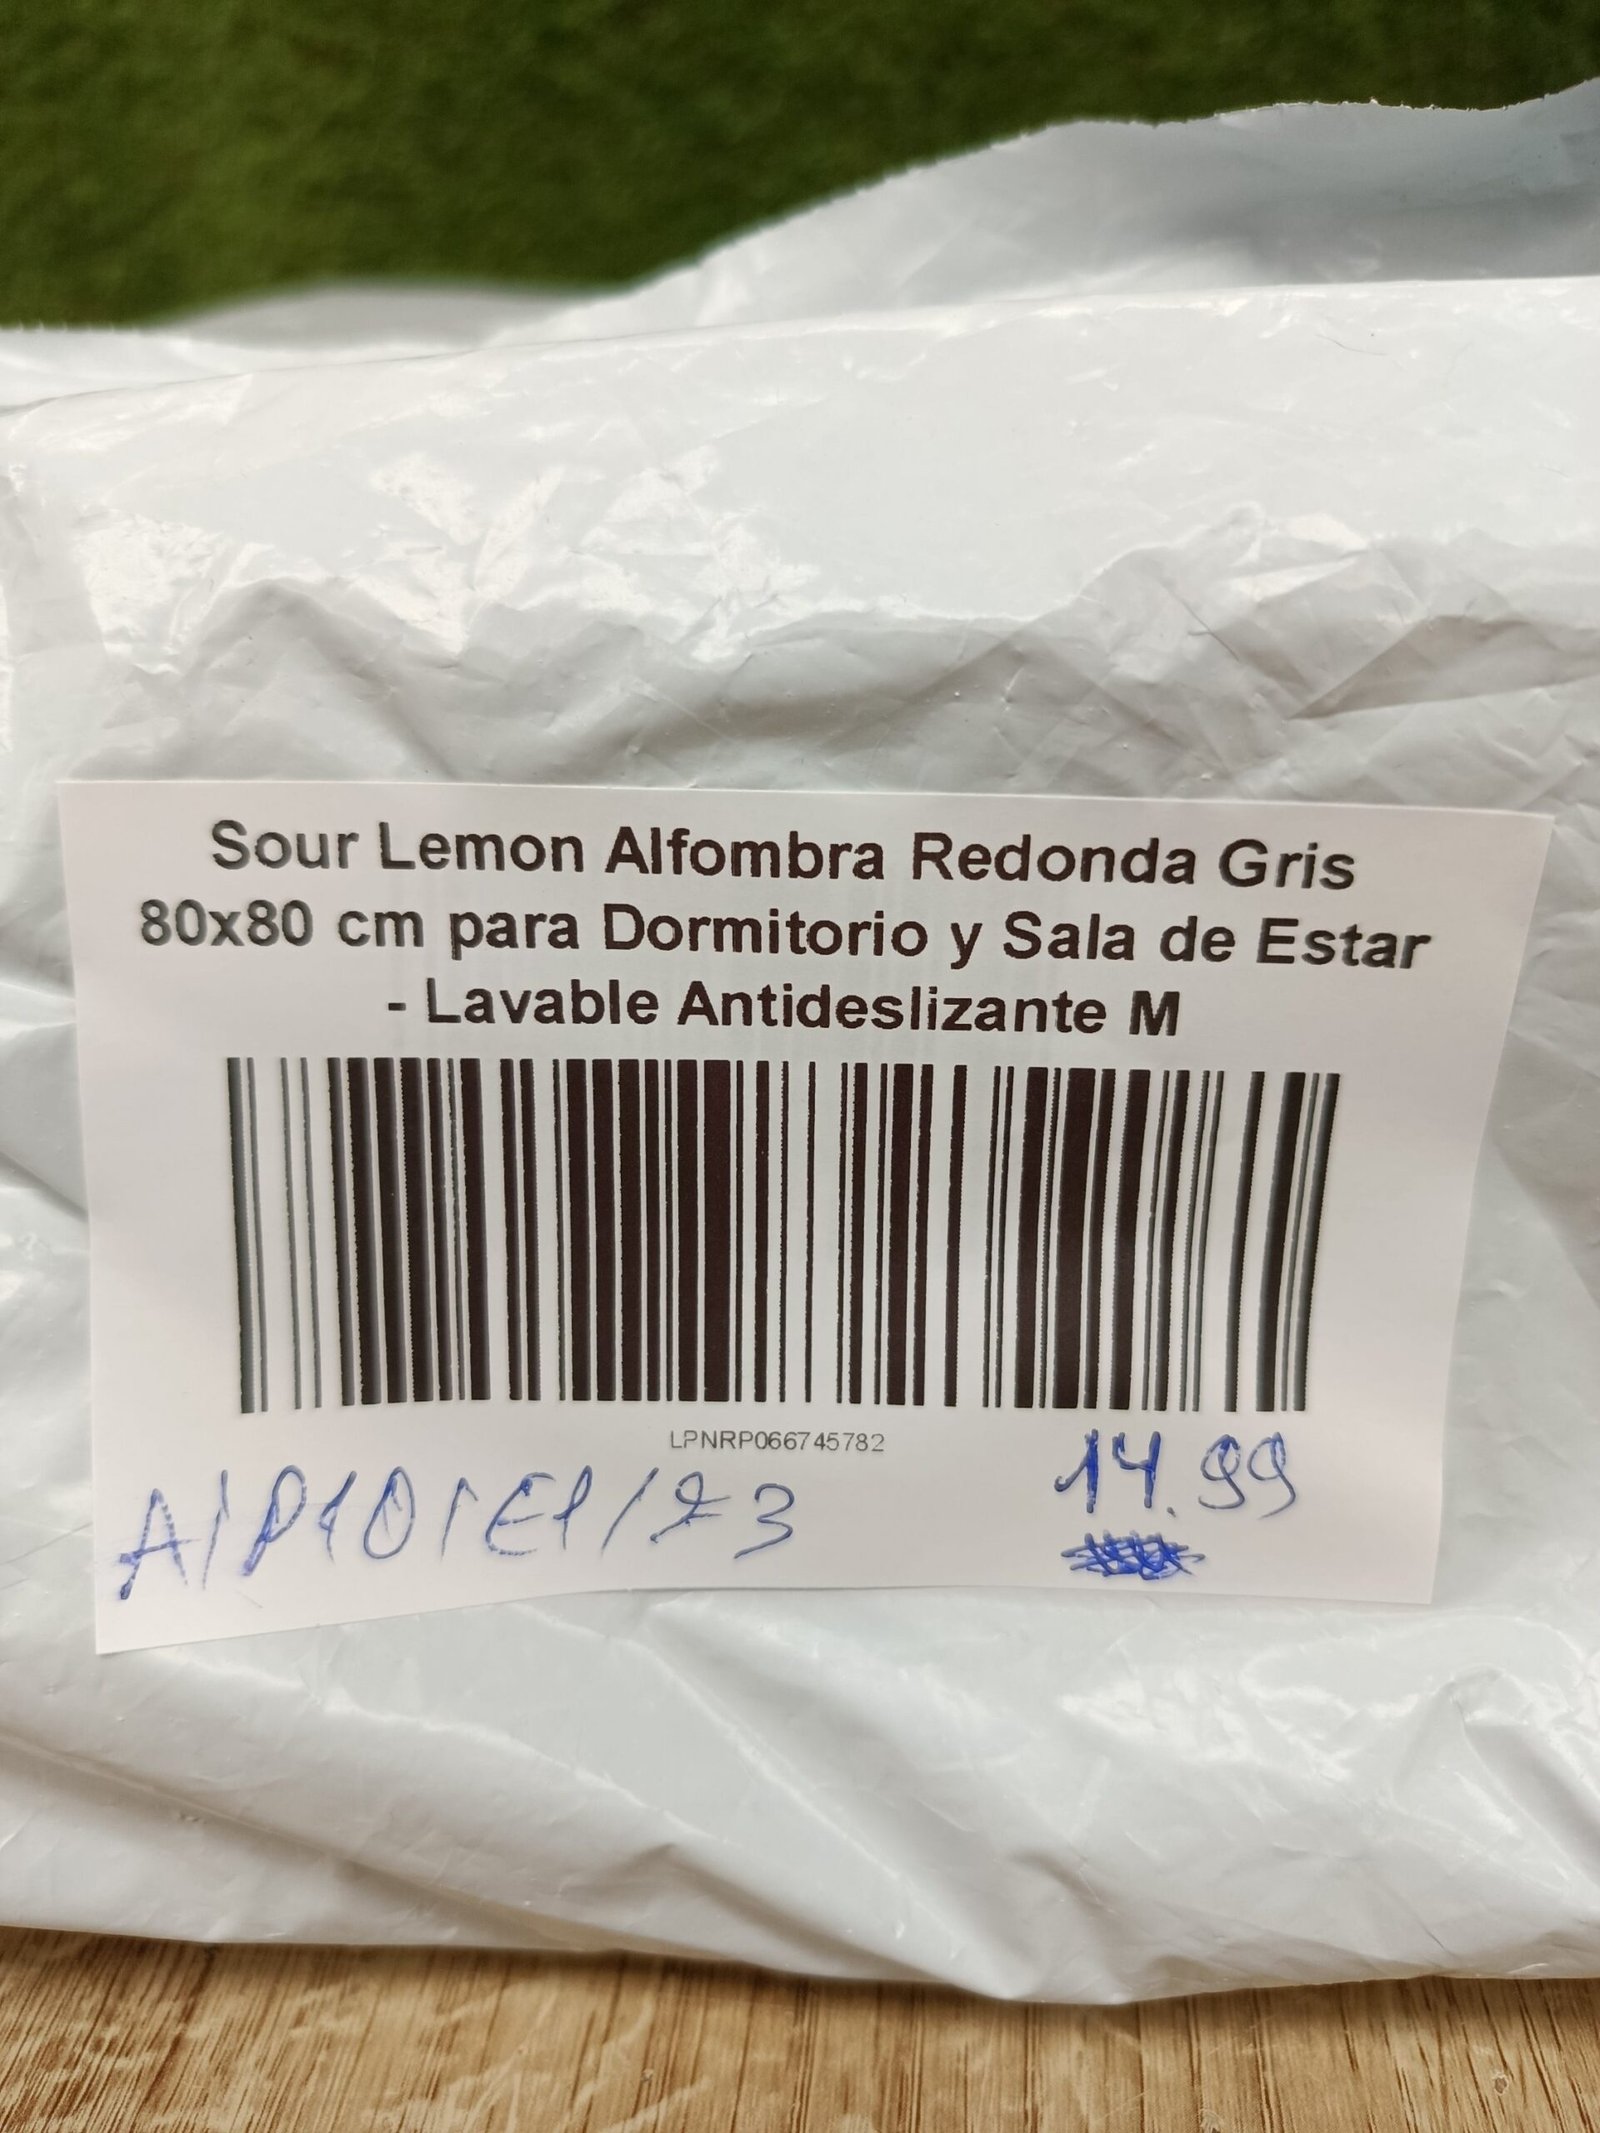 Sour Lemon Alfombra Redonda Gris
80x80 cm para Dormitorio y Sala de Estar
- Lavable Antideslizante M
LPNRP066745782
14.99